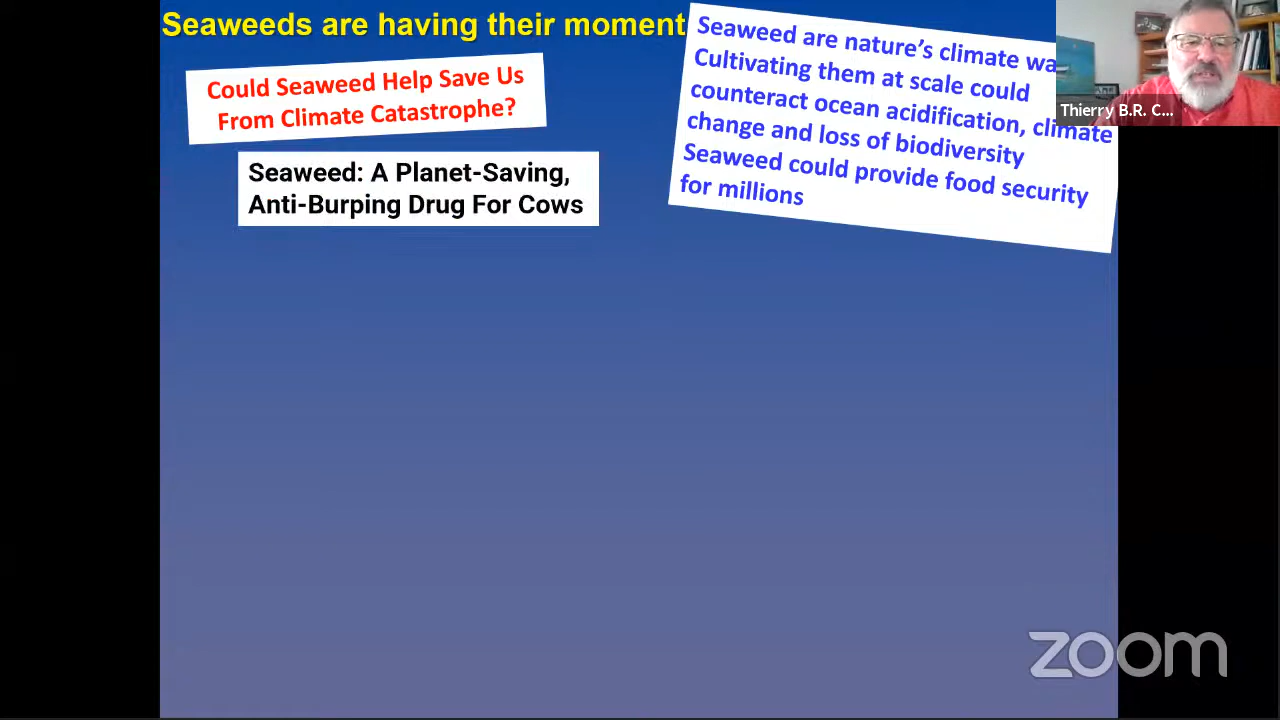 Seaweeds are having their moment
Could Seaweed Help Save Us
From Climate Catastrophe?
Seaweed: A Planet-Saving,
Anti-Burping Drug For Cows
Seaweed are nature's climate
Cultivating them at scale could
counteract ocean acidification, climate
change and loss of biodiversity
Seaweed could provide food security
for millions
Thierry B.R. C...
zoom